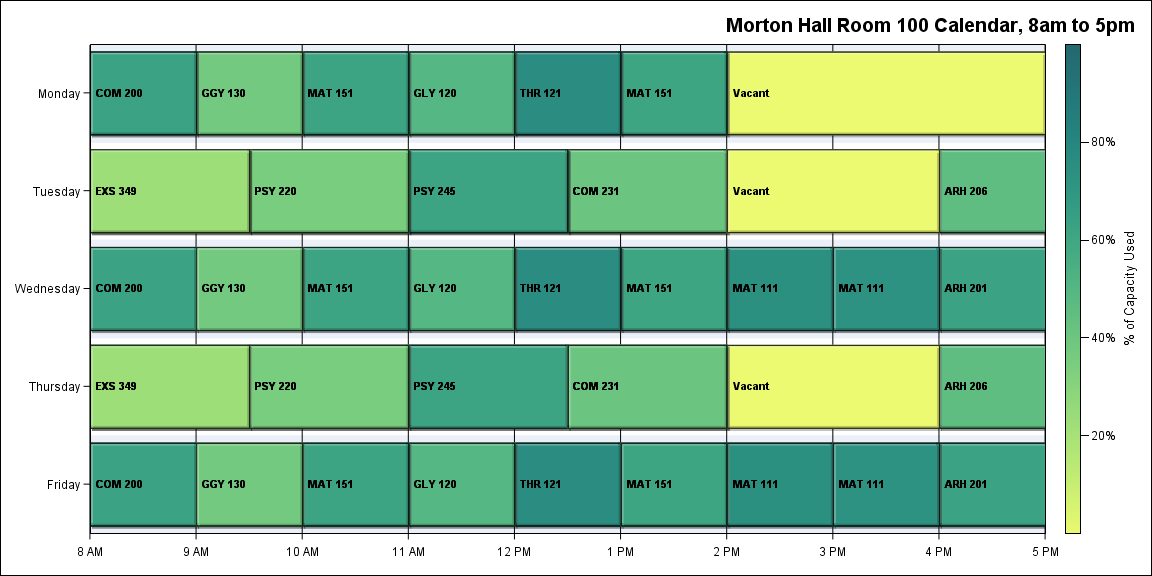 Morton Hall Room 100 Calendar, 8am to 5pm
Monday COM 200 GGY 130 MAT 151 GLY 120 THR 121 MAT 151 Vacant
80%
Tuesday EXS 349 PSY 220 PSY 245 COM 231 Vacant ARH 206
60%
% of Capacity Used
Wednesday COM 200 GGY 130 MAT 151 GLY 120 THR 121 MAT 151 MAT 111 MAT 111 ARH 201
40%
Thursday EXS 349 PSY 220 PSY 245 COM 231 Vacant ARH 206
20%
Friday COM 200 GGY 130 MAT 151 GLY 120 THR 121 MAT 151 MAT 111 MAT 111 ARH 201
8 AM 9 AM 10 AM 11 AM 12 PM 1 PM 2 PM 3 PM 4 PM 5 PM